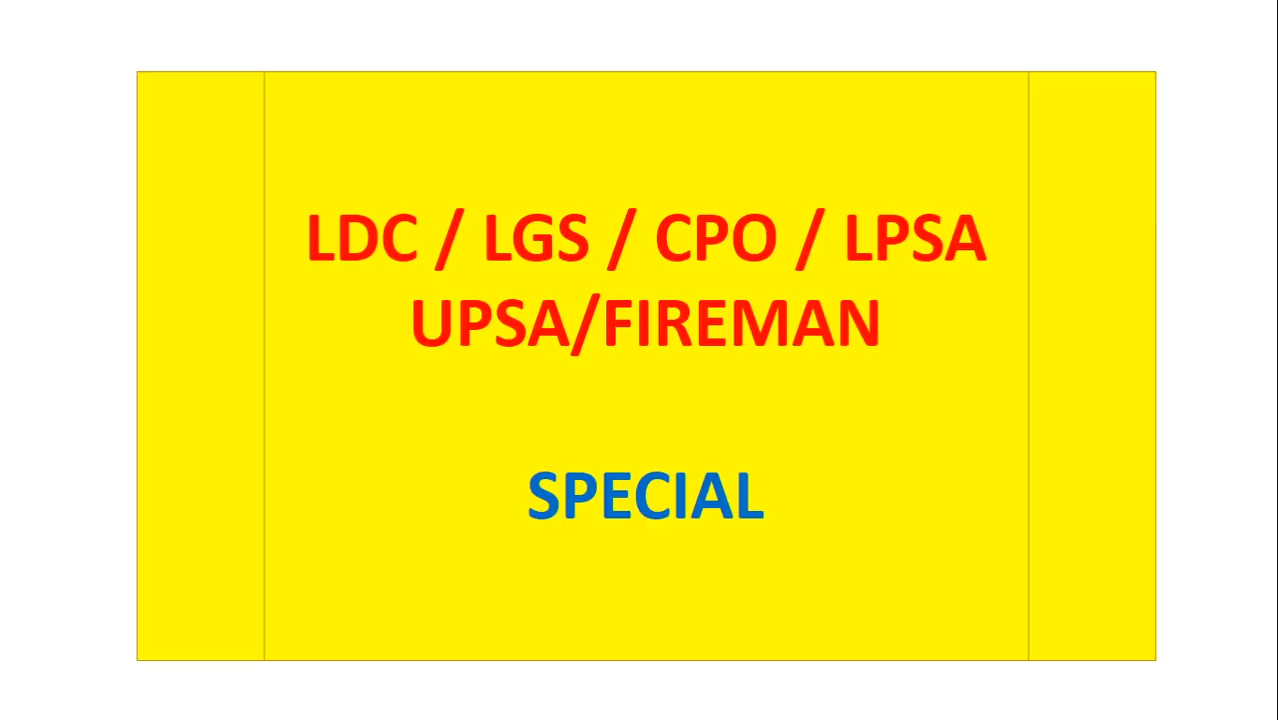 LDC / LGS / CPO / LPSA
UPSA/FIREMAN
SPECIAL